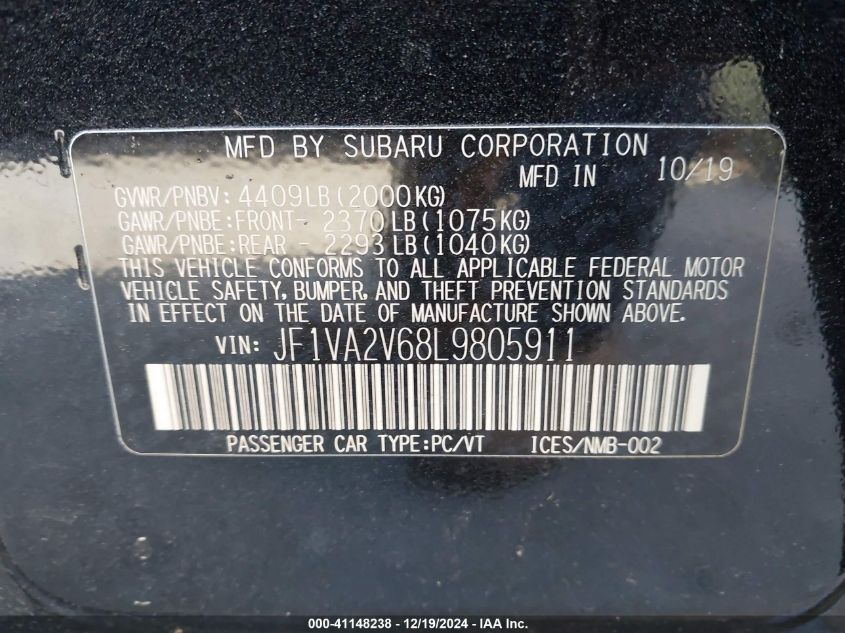 MFD BY SUBARU CORPORATION
MFD IN 10/19
GVWR/PNBV: 4409LB(2000KG)
GAWR/PNBE:FRONT- 2370 LB(1075KG)
GAWR/PNBE:REAR - 2293 LB(1040KG)
THIS VEHICLE CONFORMS TO ALL APPLICABLE FEDERAL MOTOR
VEHICLE SAFETY, BUMPER, AND THEFT PREVENTION STANDARDS
IN EFFECT ON THE DATE OF MANUFACTURE SHOWN ABOVE.
VIN: JF1VA2V68L9805911
PASSENGER CAR TYPE:PC/VT ICES/NMB-002
000-41148238 - 12/19/2024 - IAA Inc.